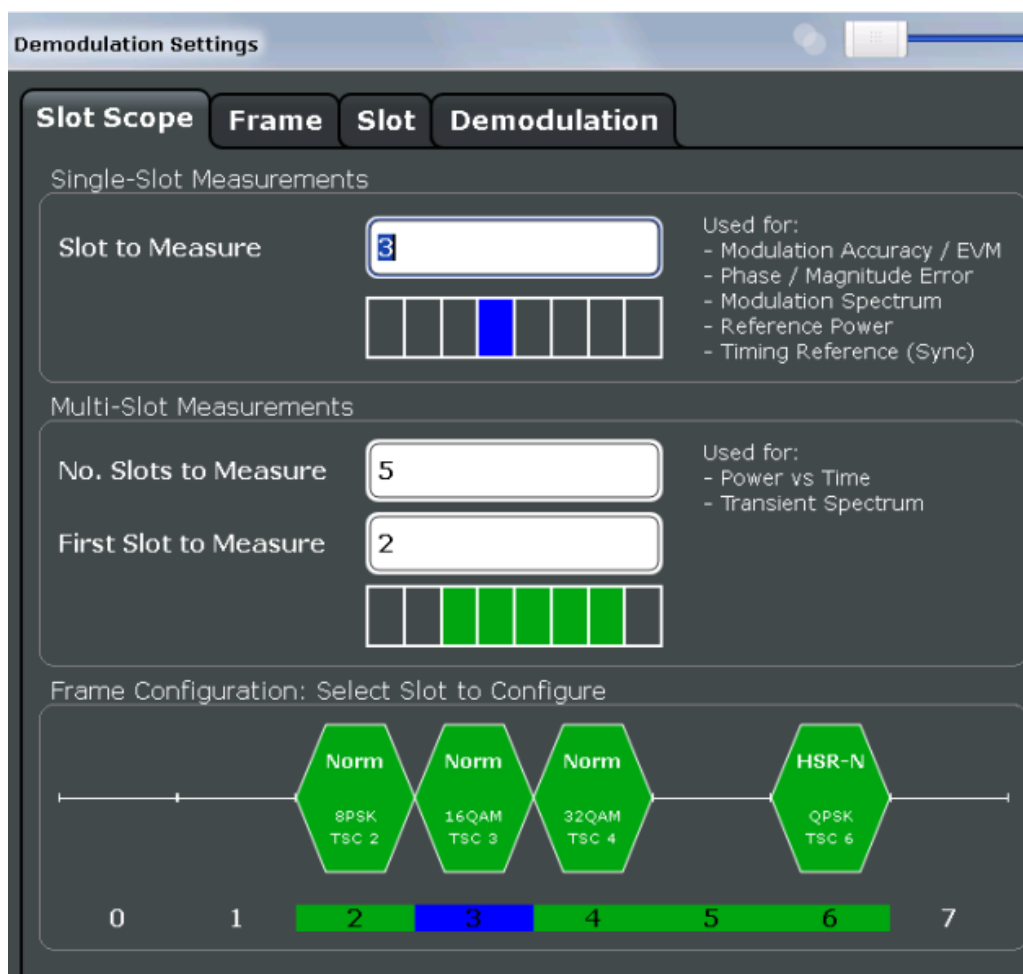 Demodulation Settings
Slot Scope Frame Slot Demodulation
Single-Slot Measurements
Slot to Measure 3
Used for:
- Modulation Accuracy / EVM
- Phase / Magnitude Error
- Modulation Spectrum
- Reference Power
- Timing Reference (Sync)
Multi-Slot Measurements
No. Slots to Measure 5
First Slot to Measure 2
Used for:
- Power vs Time
- Transient Spectrum
Frame Configuration: Select Slot to Configure
Norm Norm Norm HSR-N
8PSK 16QAM 32QAM QPSK
TSC 2 TSC 3 TSC 4 TSC 6
0 1 2 3 4 5 6 7